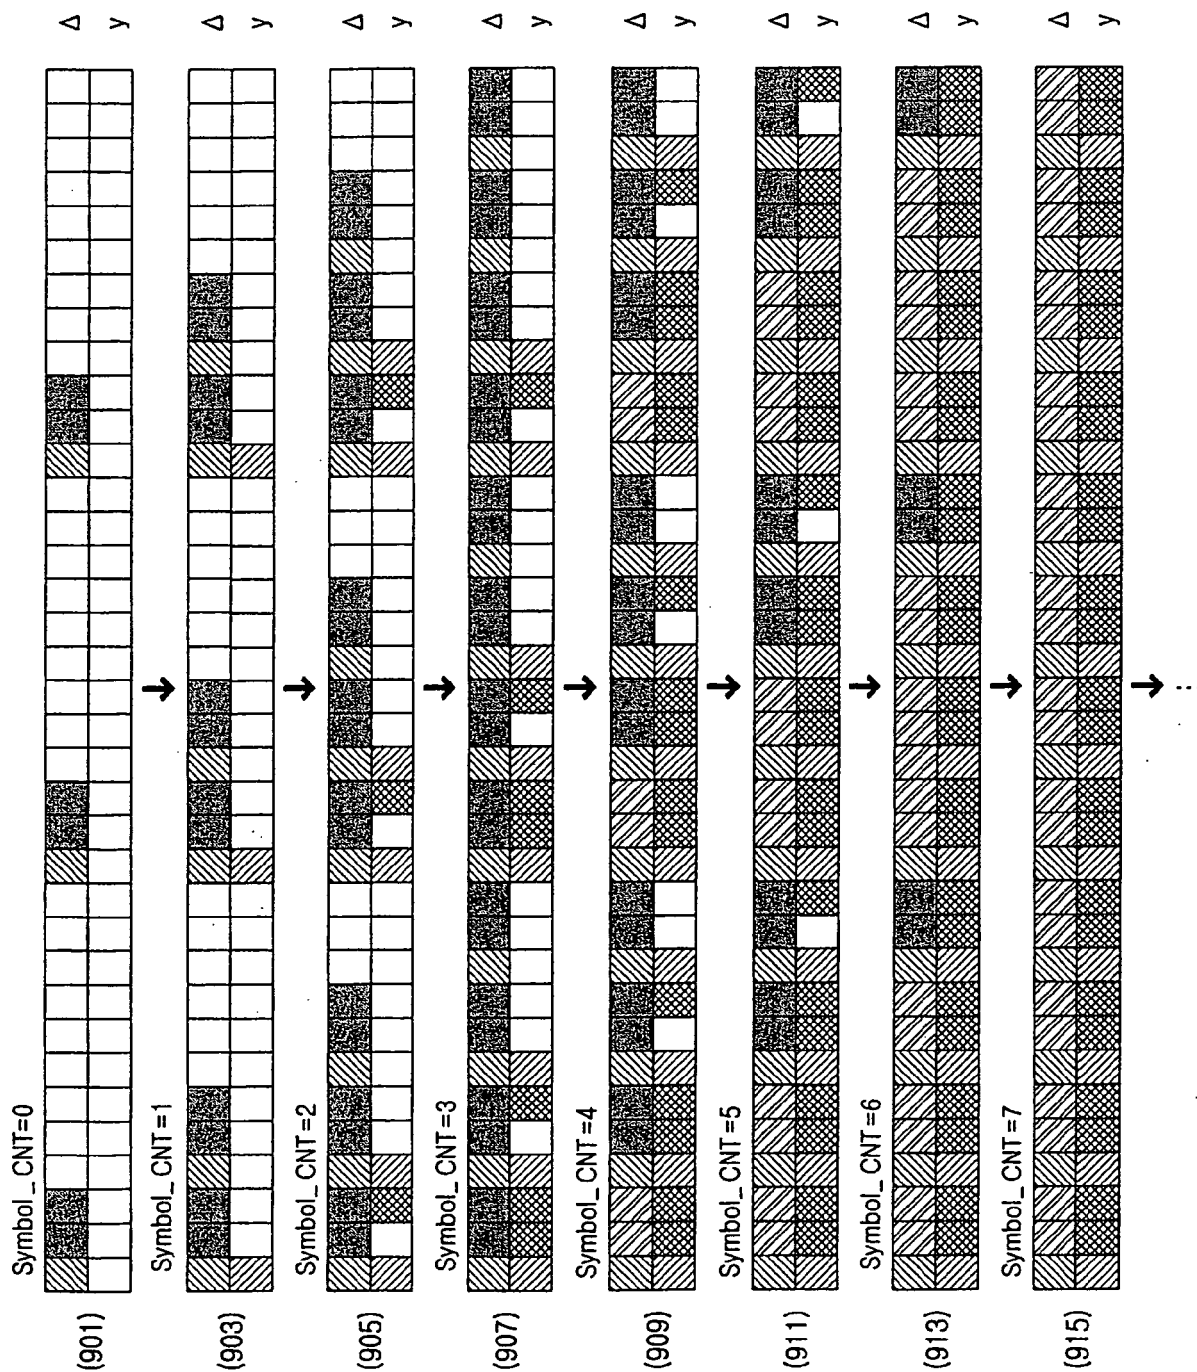 Symbol_CNT=0
(901)
Δ
y
Symbol_CNT=1
(903)
Δ
y
Symbol_CNT=2
(905)
Δ
y
Symbol_CNT=3
(907)
Δ
y
Symbol_CNT=4
(909)
Δ
y
Symbol_CNT=5
(911)
Δ
y
Symbol_CNT=6
(913)
Δ
y
Symbol_CNT=7
(915)
Δ
y